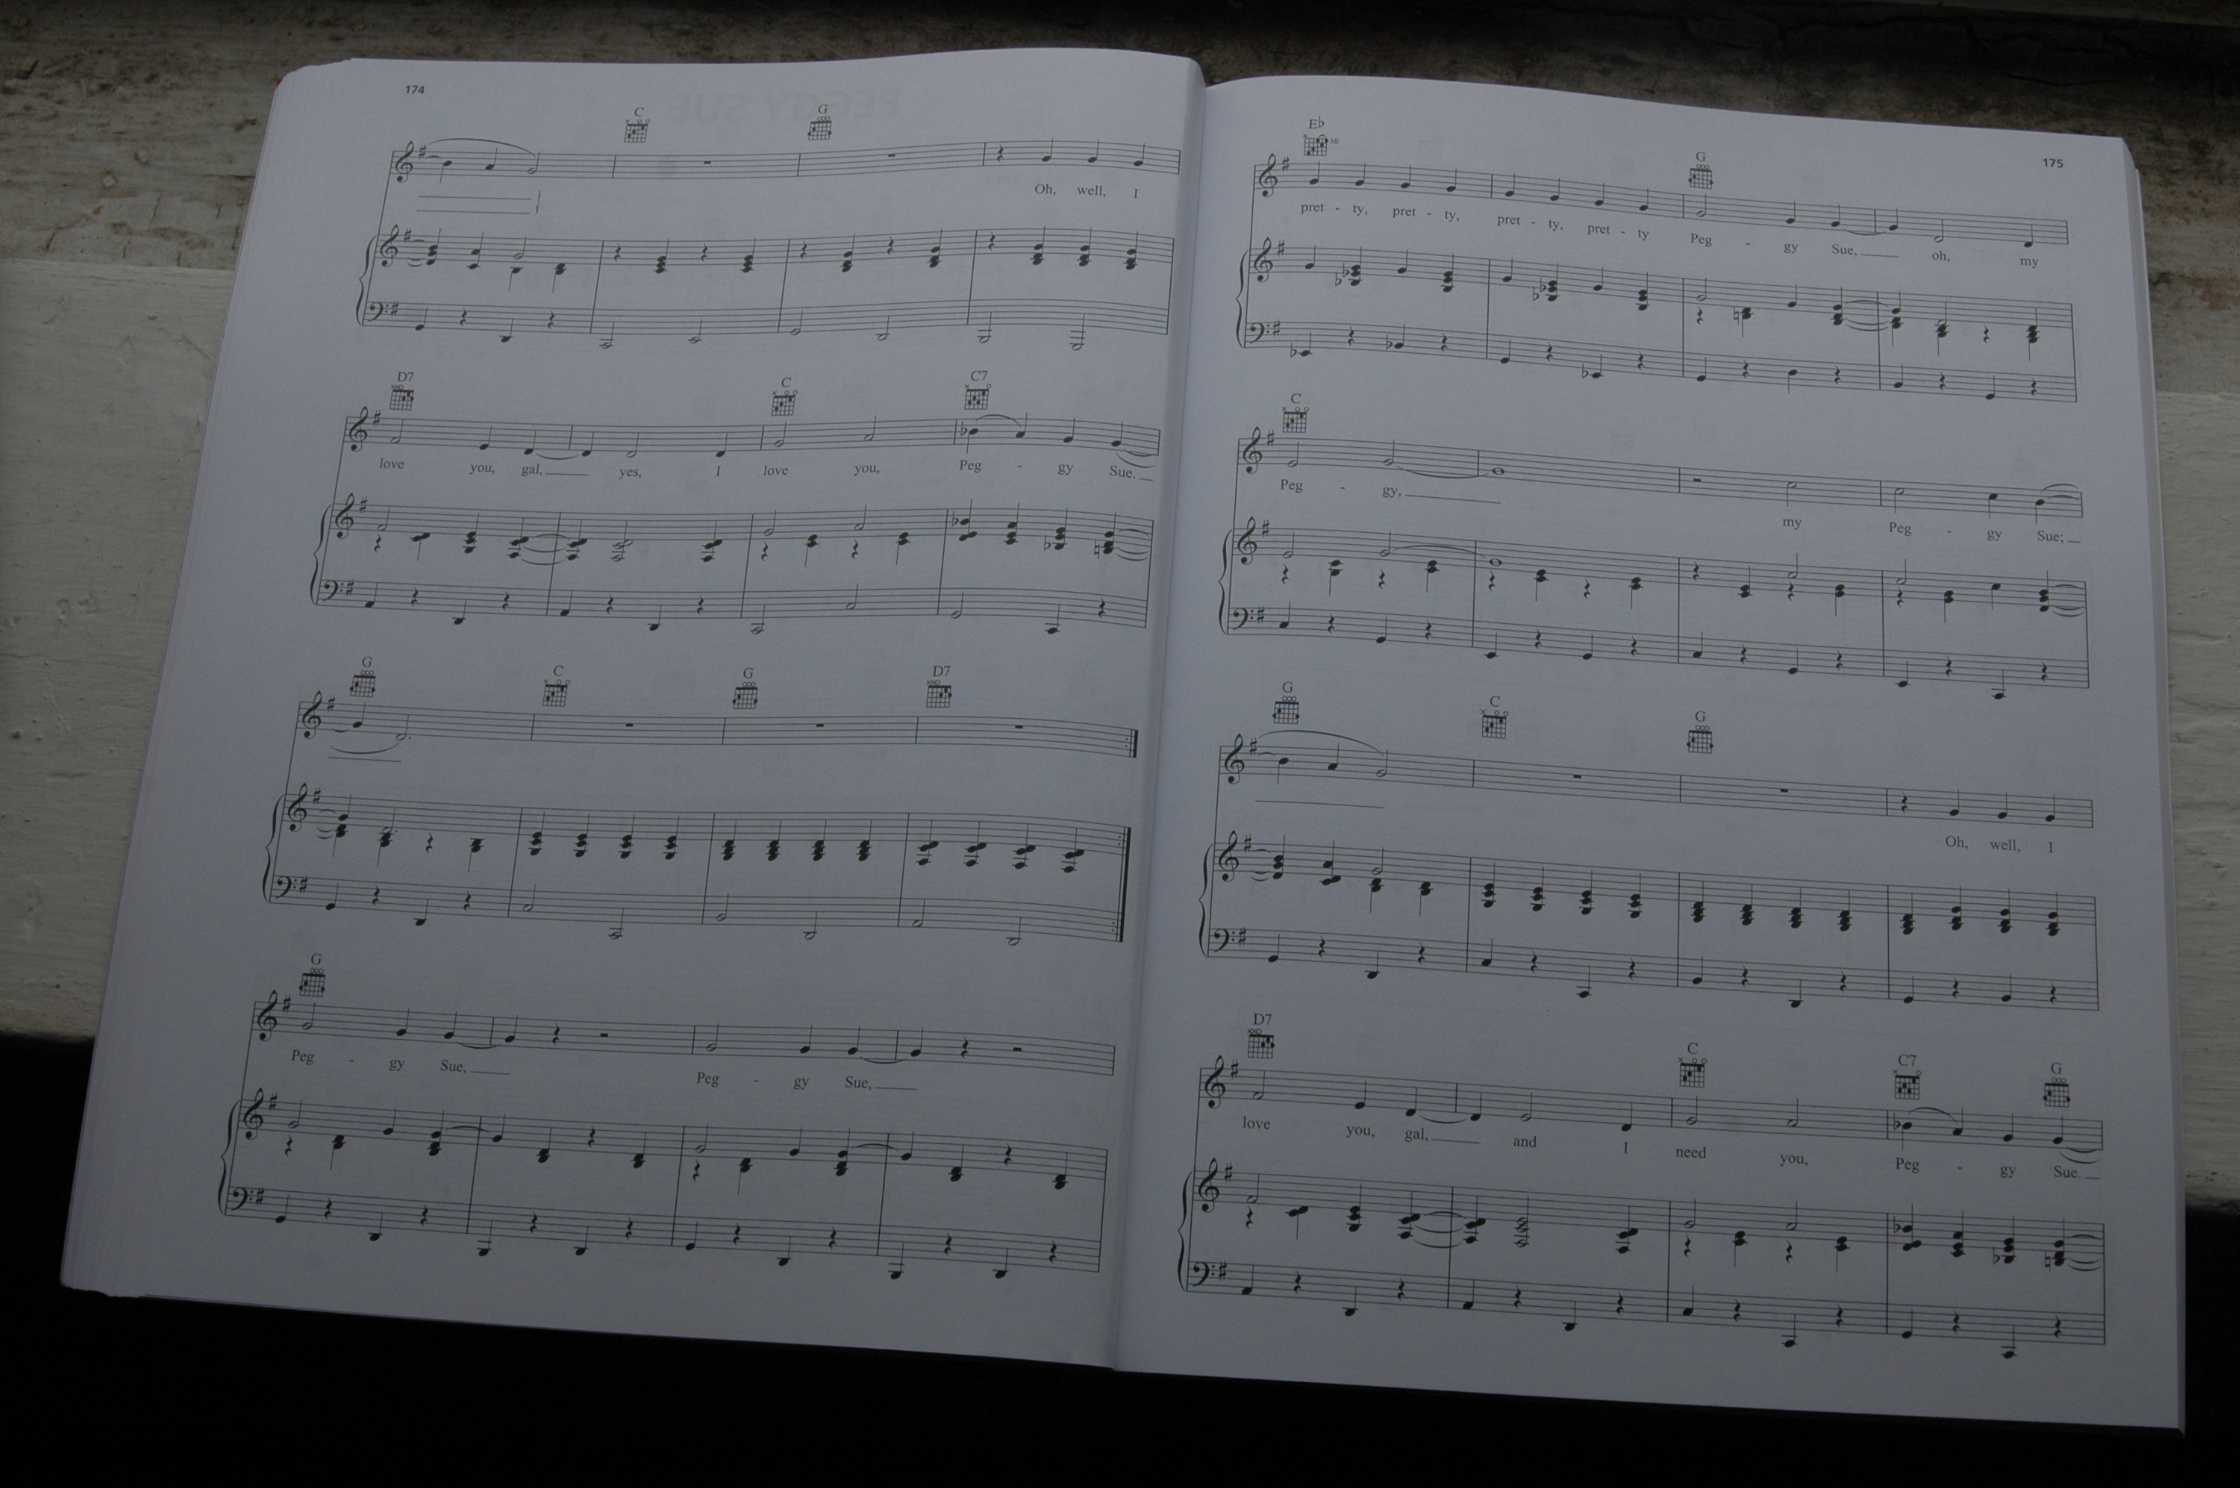 174
C G
Oh, well, I
D7 C C7
love you, gal, yes, I love you, Peg - gy Sue.
G C G D7
G
Peg - gy Sue, Peg - gy Sue,
175
E♭ G
10
pret - ty, pret - ty, pret - ty, pret - ty Peg - gy Sue, oh, my
C
Peg - gy, my Peg - gy Sue;
G C G
Oh, well, I
D7 C C7 G
love you, gal, and I need you, Peg - gy Sue.